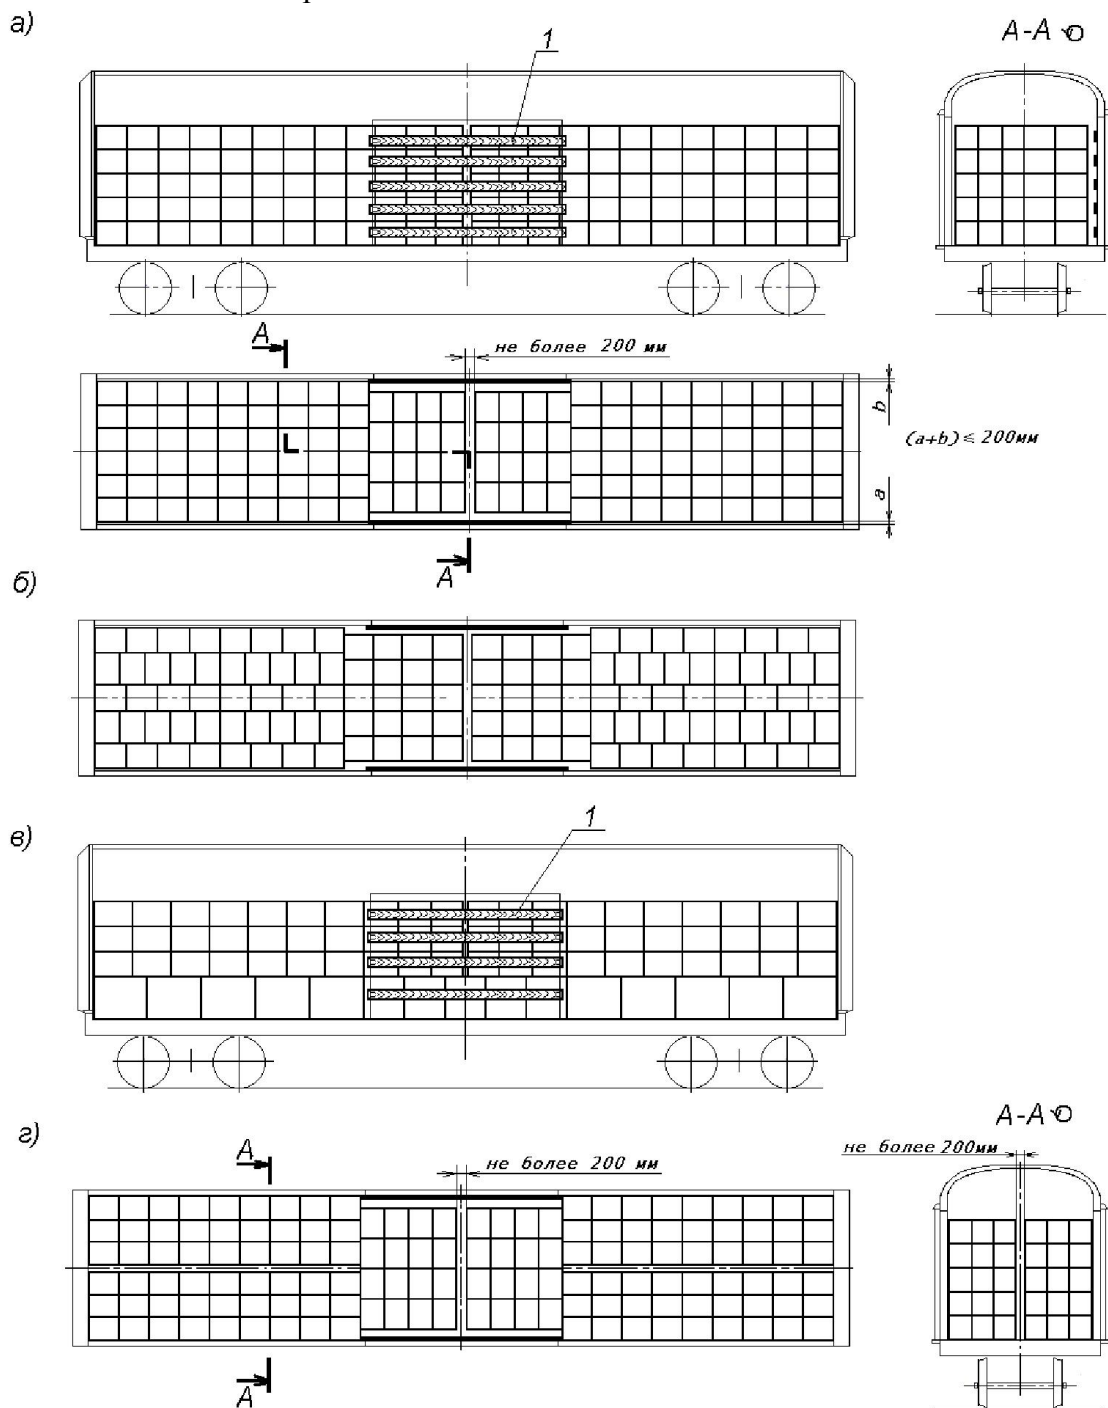 а)
1
А-А
А
не более 200 мм
b
(a+b) ≤ 200мм
a
А
б)
в)
1
г)
А
не более 200 мм
А-А
не более 200мм
А